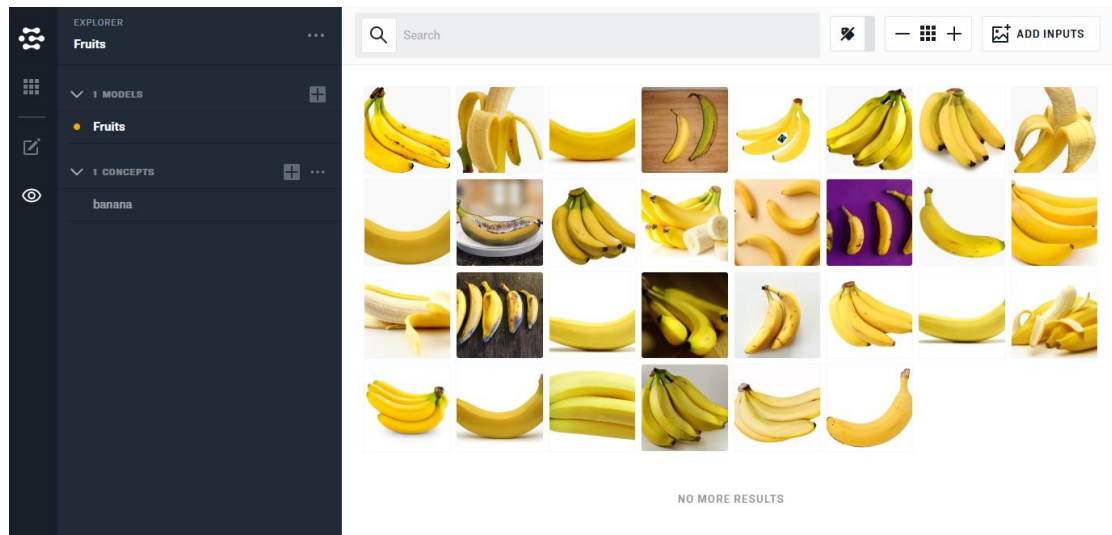 EXPLORER
Fruits
1 MODELS
Fruits
1 CONCEPTS
banana
Search
ADD INPUTS
NO MORE RESULTS